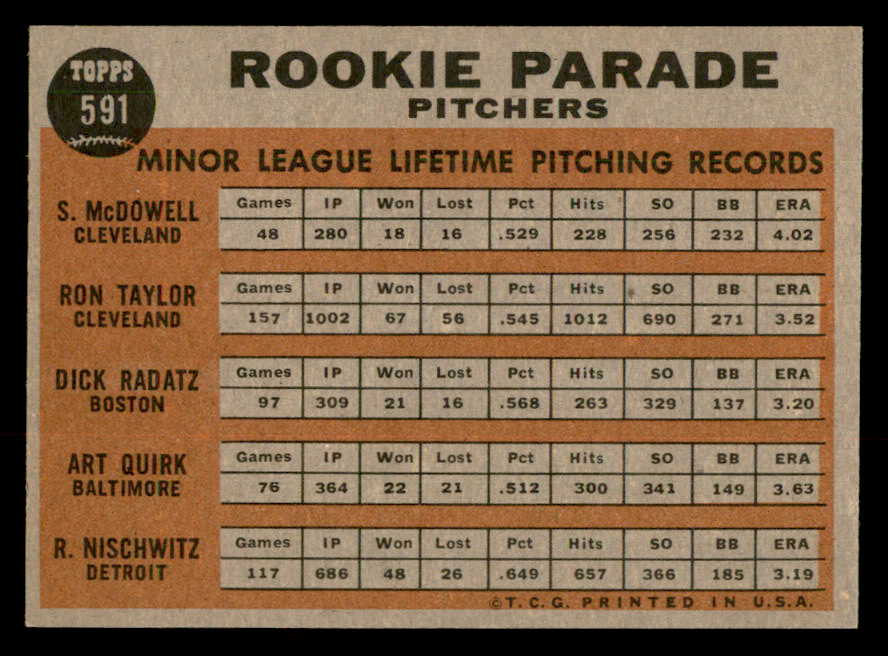 TOPPS
591
ROOKIE PARADE
PITCHERS
MINOR LEAGUE LIFETIME PITCHING RECORDS
S. McDOWELL
CLEVELAND
Games IP Won Lost Pct Hits SO BB ERA
48 280 18 16 .529 228 256 232 4.02
RON TAYLOR
CLEVELAND
Games IP Won Lost Pct Hits SO BB ERA
157 1002 67 56 .545 1012 690 271 3.52
DICK RADATZ
BOSTON
Games IP Won Lost Pct Hits SO BB ERA
97 309 21 16 .568 263 329 137 3.20
ART QUIRK
BALTIMORE
Games IP Won Lost Pct Hits SO BB ERA
76 364 22 21 .512 300 341 149 3.63
R. NISCHWITZ
DETROIT
Games IP Won Lost Pct Hits SO BB ERA
117 686 48 26 .649 657 366 185 3.19
©T.C.G. PRINTED IN U.S.A.